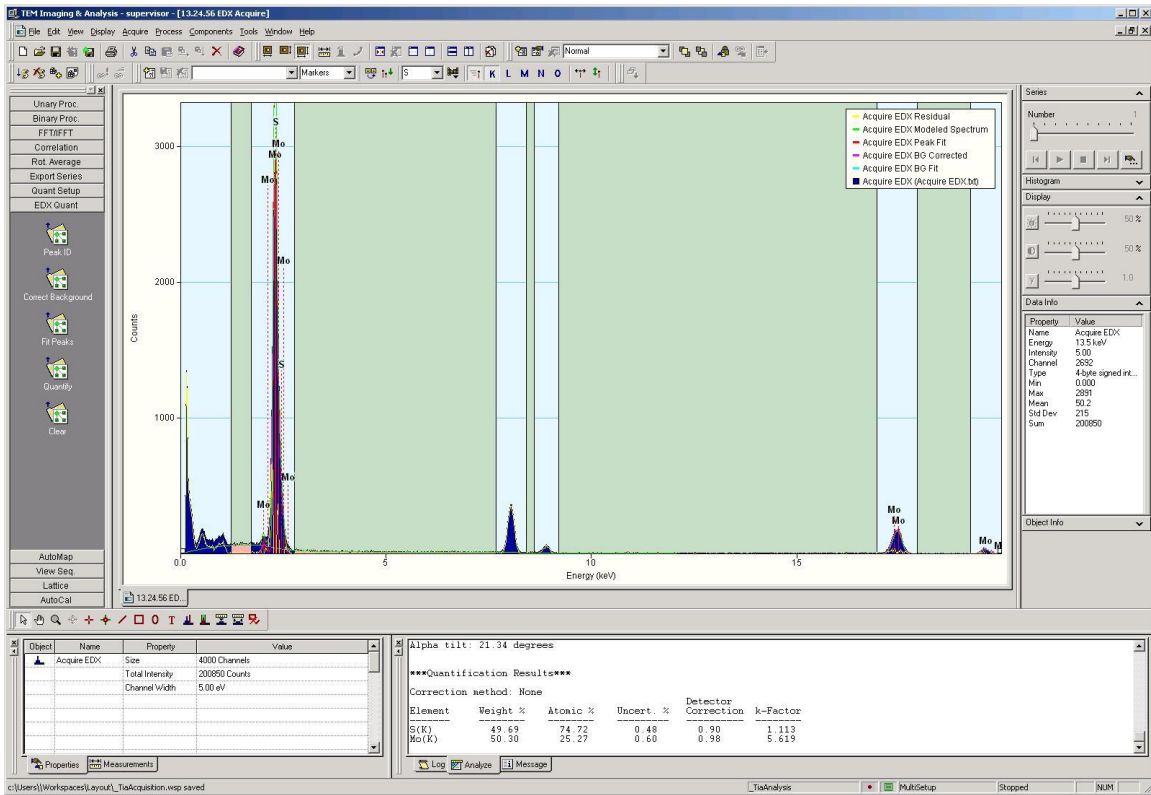 TEM Imaging & Analysis - supervisor - [13.24.56 EDX Acquire]
File Edit View Display Acquire Process Components Tools Window Help
Normal
Markers S K L M N O
Unary Proc.
Binary Proc.
FFT/IFFT
Correlation
Rot. Average
Export Series
Quant Setup
EDX Quant
Peak ID
Correct Background
Fit Peaks
Quantify
Clear
AutoMap
View Seq.
Lattice
AutoCal
Counts
3000
2000
1000
S
Mo
Mo
Mo
Mo
S
Mo
Mo
Mo
Mo
Mo
M
Acquire EDX Residual
Acquire EDX Modeled Spectrum
Acquire EDX Peak Fit
Acquire EDX BG Corrected
Acquire EDX BG Fit
Acquire EDX (Acquire EDX.txt)
0.0 5 10 15
Energy (keV)
13.24.56 ED...
Series
Number 1
Histogram
Display
50 %
50 %
1.0
Data Info
Property Value
Name Acquire EDX
Energy 13.5 keV
Intensity 5.00
Channel 2692
Type 4-byte signed int...
Min 0.000
Max 2891
Mean 50.2
Std Dev 215
Sum 200850
Object Info
Object Name Property Value
Acquire EDX Size 4000 Channels
Total Intensity 200850 Counts
Channel Width 5.00 eV
Properties Measurements
Alpha tilt: 21.34 degrees
***Quantification Results***
Correction method: None
Detector
Element Weight % Atomic % Uncert. % Correction k-Factor
S(K) 49.69 74.72 0.48 0.90 1.113
Mo(K) 50.30 25.27 0.60 0.98 5.619
Log Analyze Message
c:\Users\\Workspaces\Layout\_TiaAcquisition.wsp saved _TiaAnalysis MultiSetup Stopped NUM